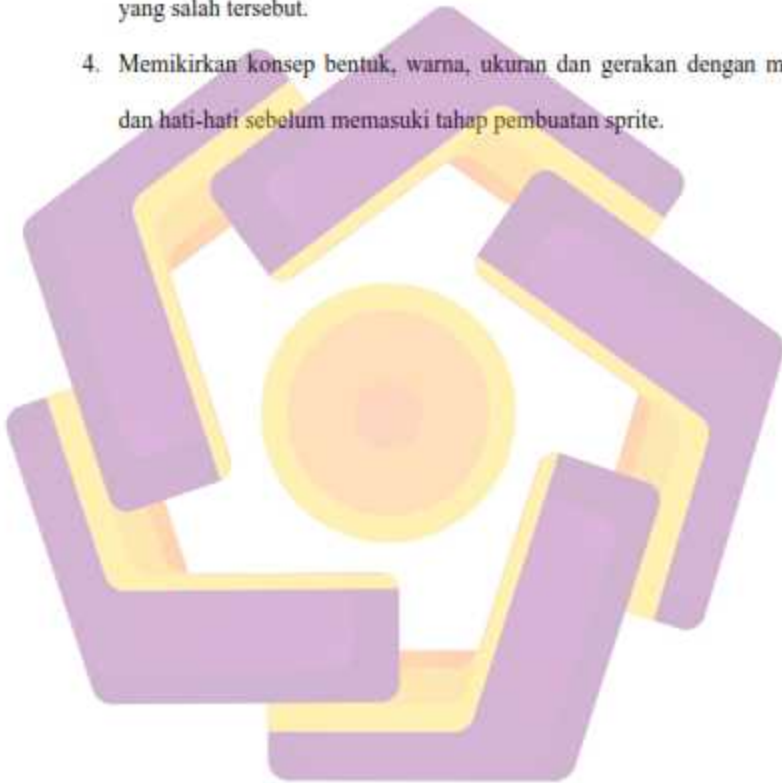 yang salah tersebut.
4. Memikirkan konsep bentuk, warna, ukuran dan gerakan dengan
dan hati-hati sebelum memasuki tahap pembuatan sprite.